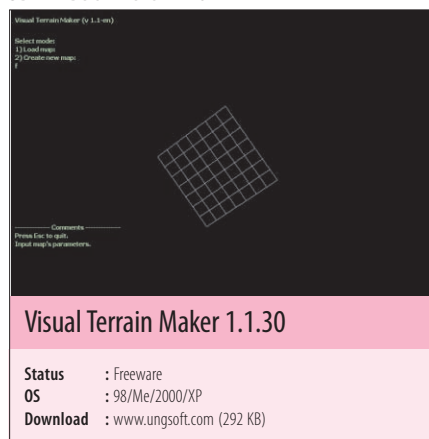 Visual Terrain Maker (v 1.1-en)
Select mode:
1) Load map:
2) Create new map:
f
Comments
Press Esc to quit.
Input map's parameters.
Visual Terrain Maker 1.1.30
Status : Freeware
OS : 98/Me/2000/XP
Download : www.ungsoft.com (292 KB)